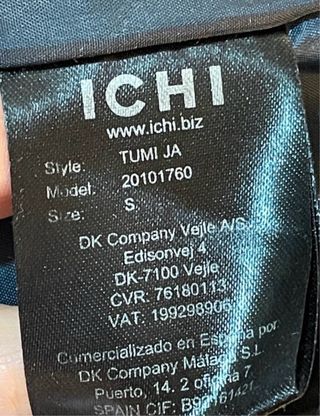 ICHI
www.ichi.biz
Style: TUMI JA
Model: 20101760
Size: S
DK Company Vejle A/S
Edisonvej 4
DK-7100 Vejle
CVR: 76180113
VAT: 199298906
Comercializado en España por:
DK Company Málaga S.L.
Puerto, 14. 2 oficina
SPAIN CIF: